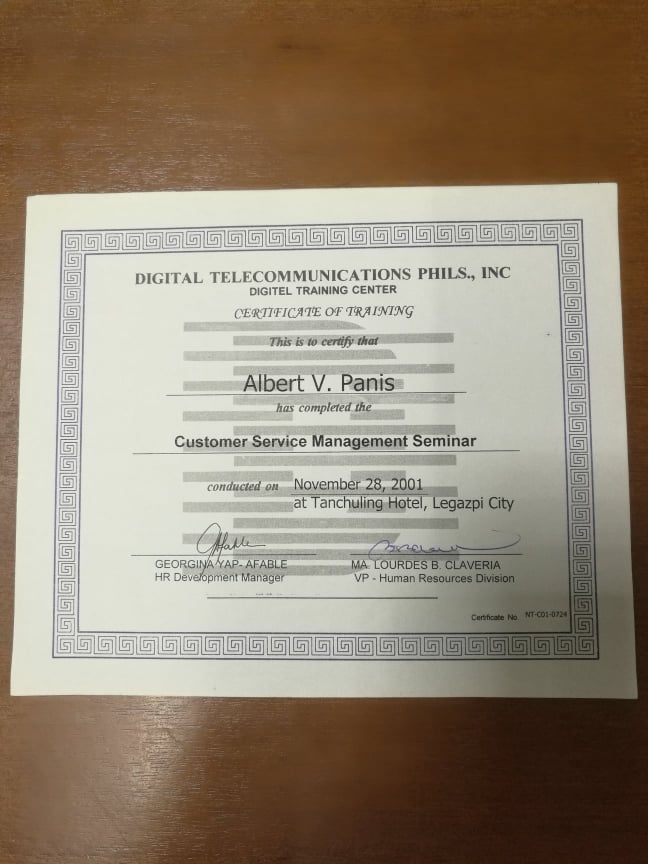 DIGITAL TELECOMMUNICATIONS PHILS., INC
DIGITEL TRAINING CENTER
CERTIFICATE OF TRAINING
This is to certify that
Albert V. Panis
has completed the
Customer Service Management Seminar
conducted on November 28, 2001
at Tanchuling Hotel, Legazpi City
GEORGINA YAP- AFABLE
HR Development Manager
MA. LOURDES B. CLAVERIA
VP - Human Resources Division
Certificate No. NT-C01-0724